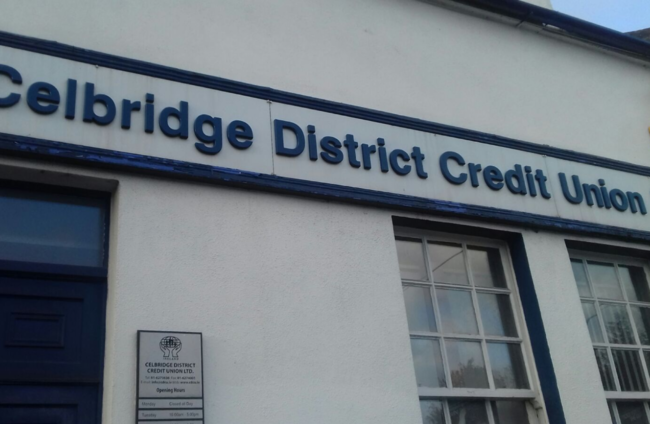 Celbridge District Credit Union
CELBRIDGE DISTRICT
CREDIT UNION LTD.
Opening Hours